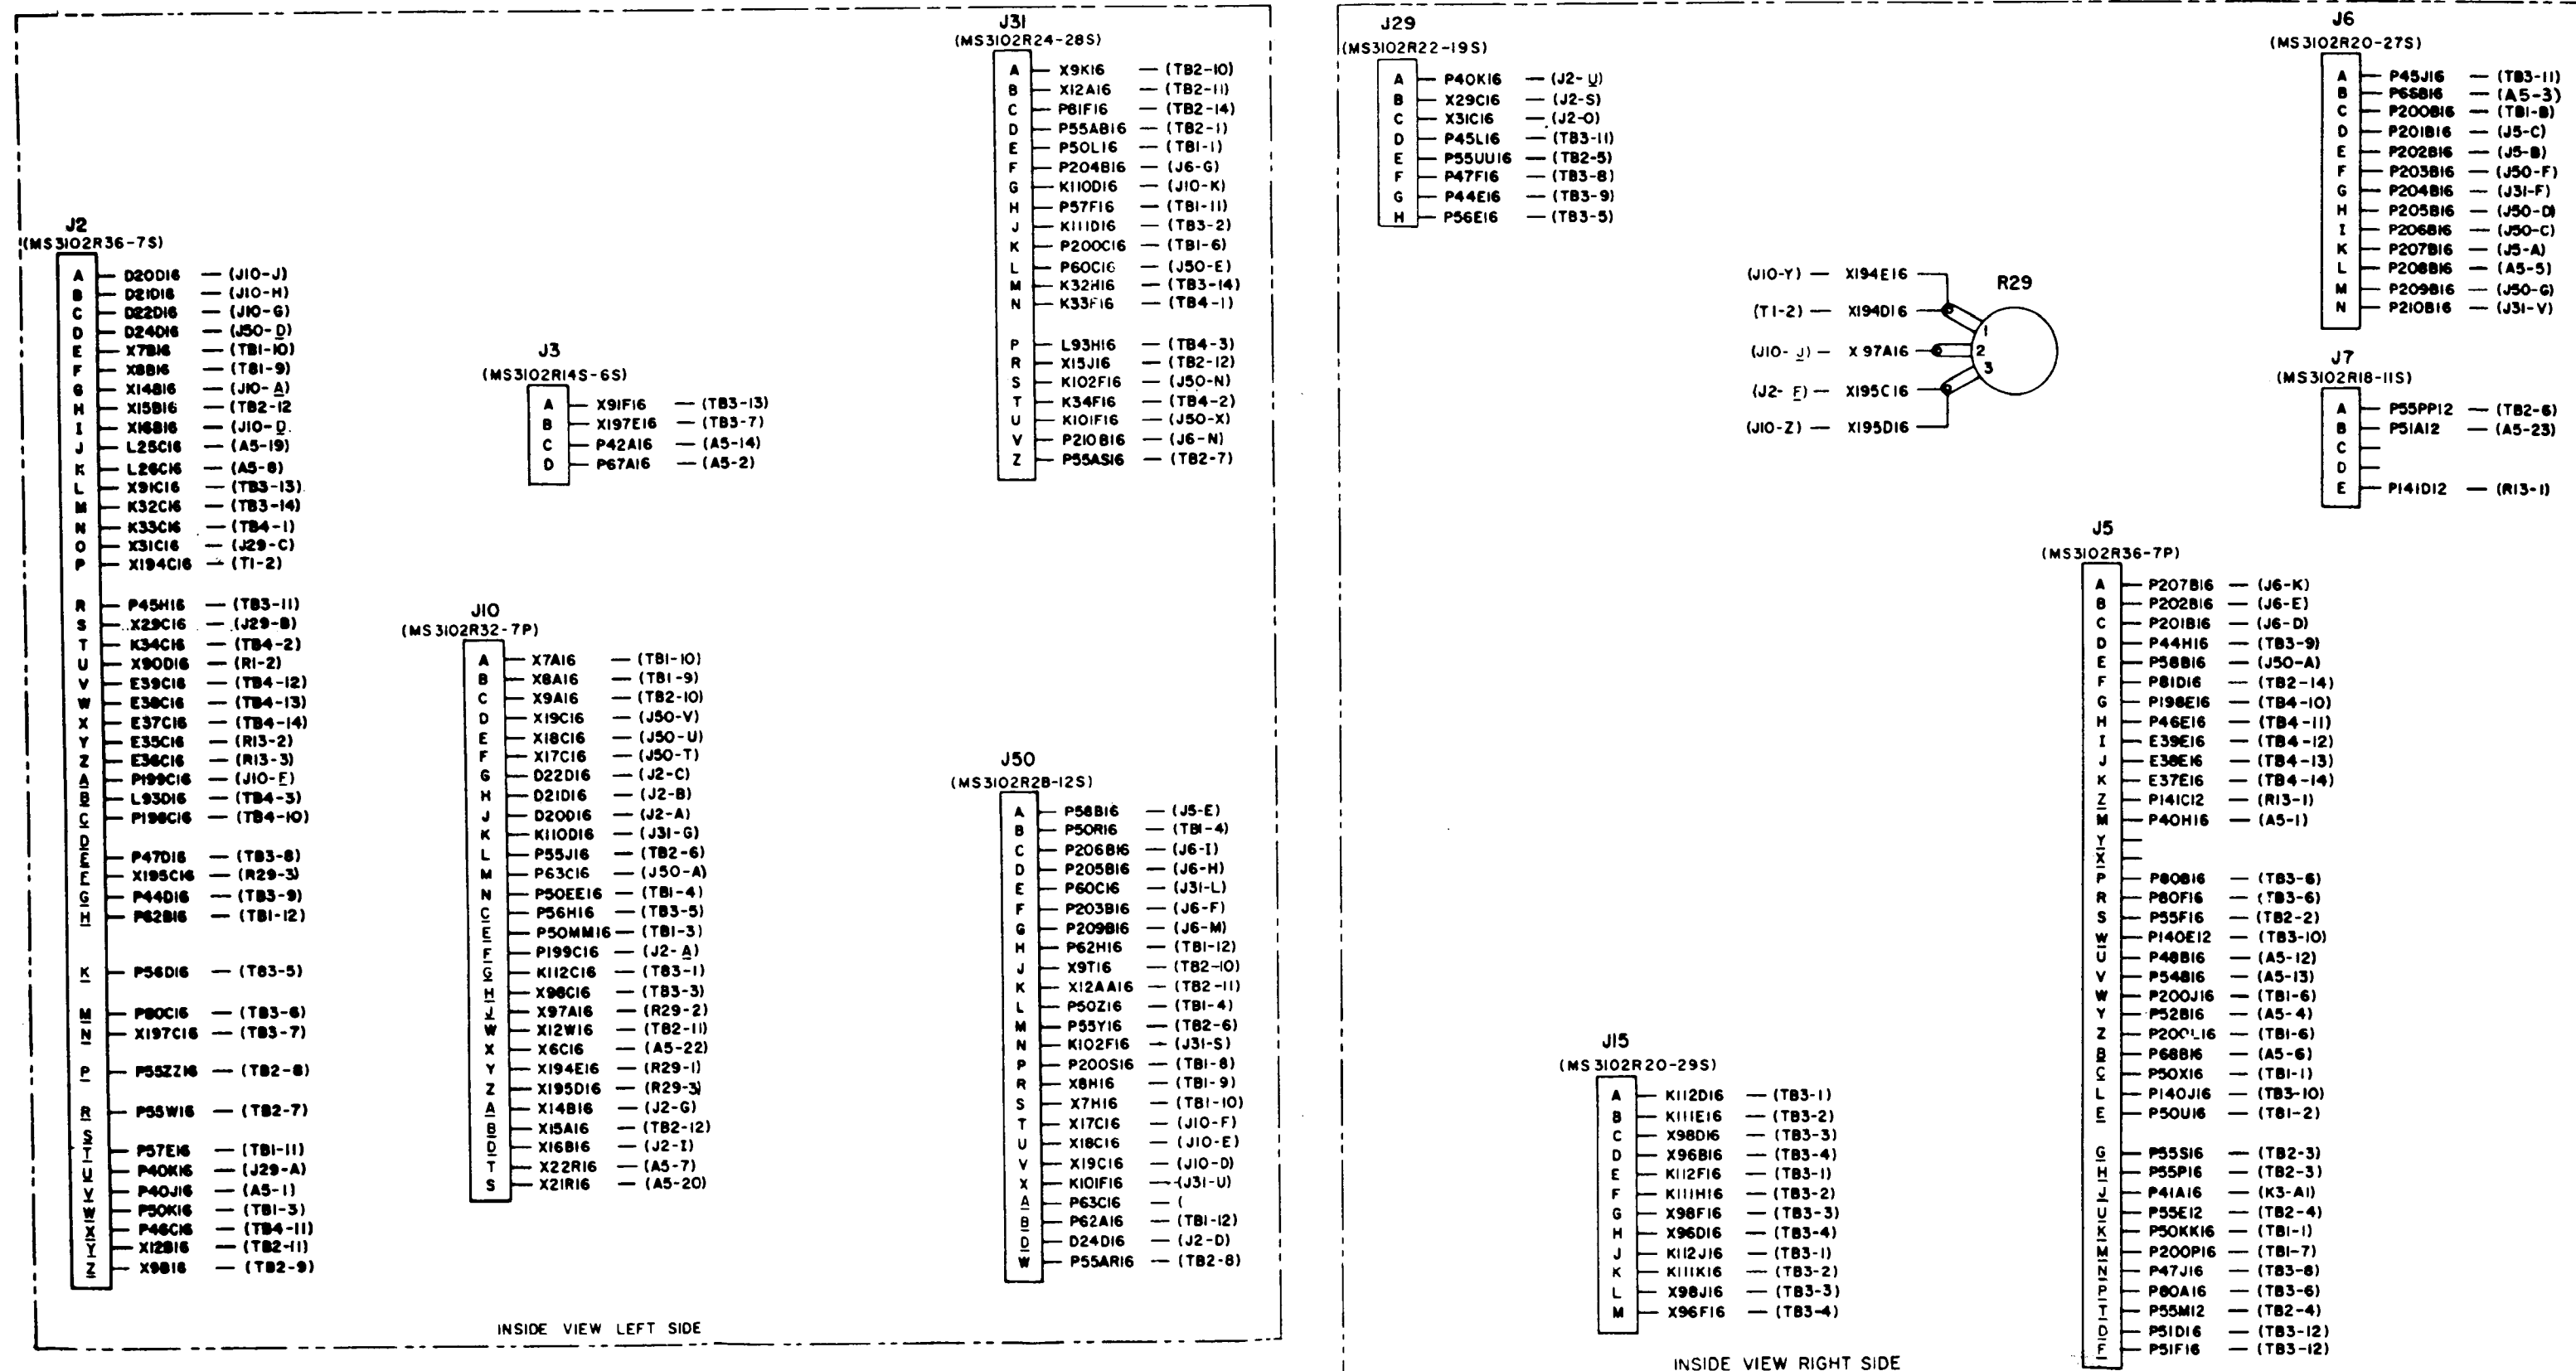 J2
(MS3102R36-7S)
A — D20D16 — (J10-J)
B — D21D16 — (J10-H)
C — D22D16 — (J10-G)
D — D24D16 — (J50-D)
E — X7B16 — (TB1-10)
F — X8B16 — (TB1-9)
G — X14B16 — (J10-A)
H — X15B16 — (TB2-12
I — X16B16 — (J10-D.
J — L25C16 — (A5-19)
K — L26C16 — (A5-8)
L — X91C16 — (TB3-13)
M — K32C16 — (TB3-14)
N — K33C16 — (TB4-1)
O — X31C16 — (J29-C)
P — X194C16 — (T1-2)
R — P45H16 — (TB3-11)
S — X29C16 — (J29-B)
T — K34C16 — (TB4-2)
U — X90D16 — (R1-2)
V — E39C16 — (TB4-12)
W — E38C16 — (TB4-13)
X — E37C16 — (TB4-14)
Y — E35C16 — (R13-2)
Z — E36C16 — (R13-3)
A — P199C16 — (J10-F)
B — L93D16 — (TB4-3)
C — P198C16 — (TB4-10)
D
E — P47D16 — (TB3-8)
F — X195C16 — (R29-3)
G — P44D16 — (TB3-9)
H — P62B16 — (TB1-12)
K — P56D16 — (TB3-5)
M — P80C16 — (TB3-6)
N — X197C16 — (TB3-7)
P — P55ZZ16 — (TB2-8)
R — P55W16 — (TB2-7)
S
T — P57E16 — (TB1-11)
U — P40K16 — (J29-A)
V — P40J16 — (A5-1)
W — P50K16 — (TB1-3)
X — P46C16 — (TB4-11)
Y — X12B16 — (TB2-11)
Z — X9B16 — (TB2-9)
J3
(MS3102R14S-6S)
A — X91F16 — (TB3-13)
B — X197E16 — (TB3-7)
C — P42A16 — (A5-14)
D — P67A16 — (A5-2)
J10
(MS3102R32-7P)
A — X7A16 — (TB1-10)
B — X8A16 — (TB1-9)
C — X9A16 — (TB2-10)
D — X19C16 — (J50-V)
E — X18C16 — (J50-U)
F — X17C16 — (J50-T)
G — D22D16 — (J2-C)
H — D21D16 — (J2-B)
J — D20D16 — (J2-A)
K — K110D16 — (J31-G)
L — P55J16 — (TB2-6)
M — P63C16 — (J50-A)
N — P50EE16 — (TB1-4)
C — P56H16 — (TB3-5)
E — P50MM16 — (TB1-3)
F — P199C16 — (J2-A)
G — K112C16 — (TB3-1)
H — X98C16 — (TB3-3)
J — X97A16 — (R29-2)
W — X12W16 — (TB2-11)
X — X6C16 — (A5-22)
Y — X194E16 — (R29-1)
Z — X195D16 — (R29-3)
A — X14B16 — (J2-G)
B — X15A16 — (TB2-12)
D — X16B16 — (J2-I)
T — X22R16 — (A5-7)
S — X21R16 — (A5-20)
J31
(MS3102R24-28S)
A — X9K16 — (TB2-10)
B — X12A16 — (TB2-11)
C — P81F16 — (TB2-14)
D — P55AB16 — (TB2-1)
E — P50L16 — (TB1-1)
F — P204B16 — (J6-G)
G — K110D16 — (J10-K)
H — P57F16 — (TB1-11)
J — K111D16 — (TB3-2)
K — P200C16 — (TB1-6)
L — P60C16 — (J50-E)
M — K32H16 — (TB3-14)
N — K33F16 — (TB4-1)
P — L93H16 — (TB4-3)
R — X15J16 — (TB2-12)
S — K102F16 — (J50-N)
T — K34F16 — (TB4-2)
U — K101F16 — (J50-X)
V — P210B16 — (J6-N)
Z — P55AS16 — (TB2-7)
J50
(MS3102R28-12S)
A — P58B16 — (J5-E)
B — P50R16 — (TB1-4)
C — P206B16 — (J6-I)
D — P205B16 — (J6-H)
E — P60C16 — (J31-L)
F — P203B16 — (J6-F)
G — P209B16 — (J6-M)
H — P62H16 — (TB1-12)
J — X9T16 — (TB2-10)
K — X12AA16 — (TB2-11)
L — P50Z16 — (TB1-4)
M — P55Y16 — (TB2-6)
N — K102F16 — (J31-S)
P — P200S16 — (TB1-8)
R — X8H16 — (TB1-9)
S — X7H16 — (TB1-10)
T — X17C16 — (J10-F)
U — X18C16 — (J10-E)
V — X19C16 — (J10-D)
X — K101F16 — (J31-U)
A — P63C16 — (
B — P62A16 — (TB1-12)
D — D24D16 — (J2-D)
W — P55AR16 — (TB2-8)
INSIDE VIEW LEFT SIDE
J29
(MS3102R22-19S)
A — P40K16 — (J2-U)
B — X29C16 — (J2-S)
C — X31C16 — (J2-O)
D — P45L16 — (TB3-11)
E — P55UU16 — (TB2-5)
F — P47F16 — (TB3-8)
G — P44E16 — (TB3-9)
H — P56E16 — (TB3-5)
(J10-Y) — X194E16
R29
(T1-2) — X194D16
1
(J10-J) — X97A16
2
3
(J2-F) — X195C16
(J10-Z) — X195D16
J15
(MS3102R20-29S)
A — K112D16 — (TB3-1)
B — K111E16 — (TB3-2)
C — X98D16 — (TB3-3)
D — X96B16 — (TB3-4)
E — K112F16 — (TB3-1)
F — K111H16 — (TB3-2)
G — X98F16 — (TB3-3)
H — X96D16 — (TB3-4)
J — K112J16 — (TB3-1)
K — K111K16 — (TB3-2)
L — X98J16 — (TB3-3)
M — X96F16 — (TB3-4)
J6
(MS3102R20-27S)
A — P45J16 — (TB3-11)
B — P65B16 — (A5-3)
C — P200B16 — (TB1-8)
D — P201B16 — (J5-C)
E — P202B16 — (J5-B)
F — P203B16 — (J50-F)
G — P204B16 — (J31-F)
H — P205B16 — (J50-D)
I — P206B16 — (J50-C)
K — P207B16 — (J5-A)
L — P208B16 — (A5-5)
M — P209B16 — (J50-G)
N — P210B16 — (J31-V)
J7
(MS3102R18-11S)
A — P55PP12 — (TB2-6)
B — P51A12 — (A5-23)
C —
D —
E — P141D12 — (R13-1)
J5
(MS3102R36-7P)
A — P207B16 — (J6-K)
B — P202B16 — (J6-E)
C — P201B16 — (J6-D)
D — P44H16 — (TB3-9)
E — P58B16 — (J50-A)
F — P81D16 — (TB2-14)
G — P198E16 — (TB4-10)
H — P46E16 — (TB4-11)
I — E39E16 — (TB4-12)
J — E38E16 — (TB4-13)
K — E37E16 — (TB4-14)
Z — P141C12 — (R13-1)
M — P40H16 — (A5-1)
Y —
X —
P — P80B16 — (TB3-6)
R — P80F16 — (TB3-6)
S — P55F16 — (TB2-2)
W — P140E12 — (TB3-10)
U — P48B16 — (A5-12)
V — P54B16 — (A5-13)
W — P200J16 — (TB1-6)
Y — P52B16 — (A5-4)
Z — P200L16 — (TB1-6)
B — P68B16 — (A5-6)
C — P50X16 — (TB1-1)
L — P140J16 — (TB3-10)
E — P50U16 — (TB1-2)
G — P55S16 — (TB2-3)
H — P55P16 — (TB2-3)
J — P41A16 — (K3-A1)
U — P55E12 — (TB2-4)
K — P50KK16 — (TB1-1)
M — P200P16 — (TB1-7)
N — P47J16 — (TB3-8)
P — P80A16 — (TB3-6)
T — P55M12 — (TB2-4)
D — P51D16 — (TB3-12)
F — P51F16 — (TB3-12)
INSIDE VIEW RIGHT SIDE